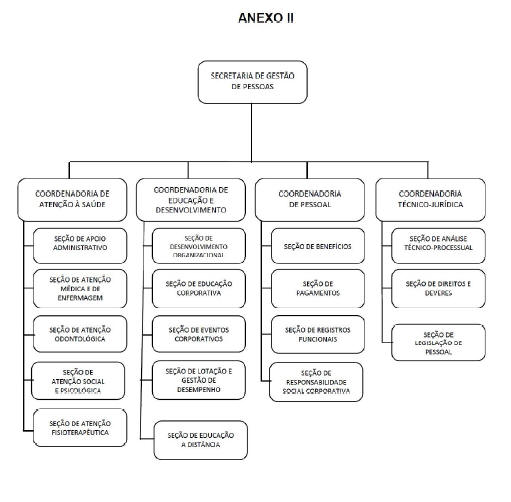 ANEXO II
SECRETARIA DE GESTÃO
DE PESSOAS
COORDENADORIA DE
ATENÇÃO À SAÚDE
COORDENADORIA DE
EDUCAÇÃO E
DESENVOLVIMENTO
COORDENADORIA
DE PESSOAL
COORDENADORIA
TÉCNICO-JURÍDICA
SEÇÃO DE APOIO
ADMINISTRATIVO
SEÇÃO DE ATENÇÃO
MÉDICA E DE
ENFERMAGEM
SEÇÃO DE ATENÇÃO
ODONTOLÓGICA
SEÇÃO DE
ATENÇÃO SOCIAL
E PSICOLÓGICA
SEÇÃO DE ATENÇÃO
FISIOTERAPÊUTICA
SEÇÃO DE
DESENVOLVIMENTO
ORGANIZACIONAL
SEÇÃO DE EDUCAÇÃO
CORPORATIVA
SEÇÃO DE EVENTOS
CORPORATIVOS
SEÇÃO DE LOTAÇÃO E
GESTÃO DE
DESEMPENHO
SEÇÃO DE EDUCAÇÃO
A DISTÂNCIA
SEÇÃO DE BENEFÍCIOS
SEÇÃO DE
PAGAMENTOS
SEÇÃO DE REGISTROS
FUNCIONAIS
SEÇÃO DE
RESPONSABILIDADE
SOCIAL CORPORATIVA
SEÇÃO DE ANÁLISE
TÉCNICO-PROCESSUAL
SEÇÃO DE DIREITOS E
DEVERES
SEÇÃO DE
LEGISLAÇÃO DE
PESSOAL